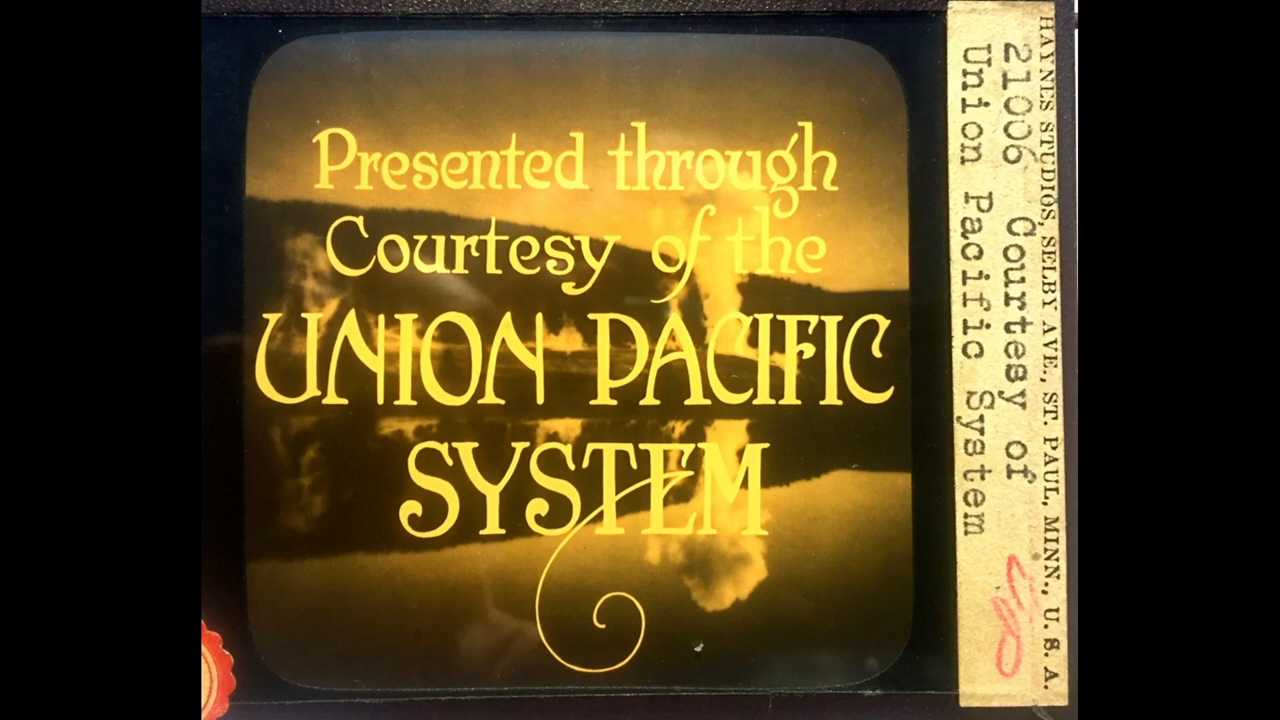 Presented through
Courtesy of the
UNION PACIFIC
SYSTEM
HAYNES STUDIOS, SELBY AVE., ST. PAUL, MINN., U. S. A.
21006 Courtesy of
Union Pacific System